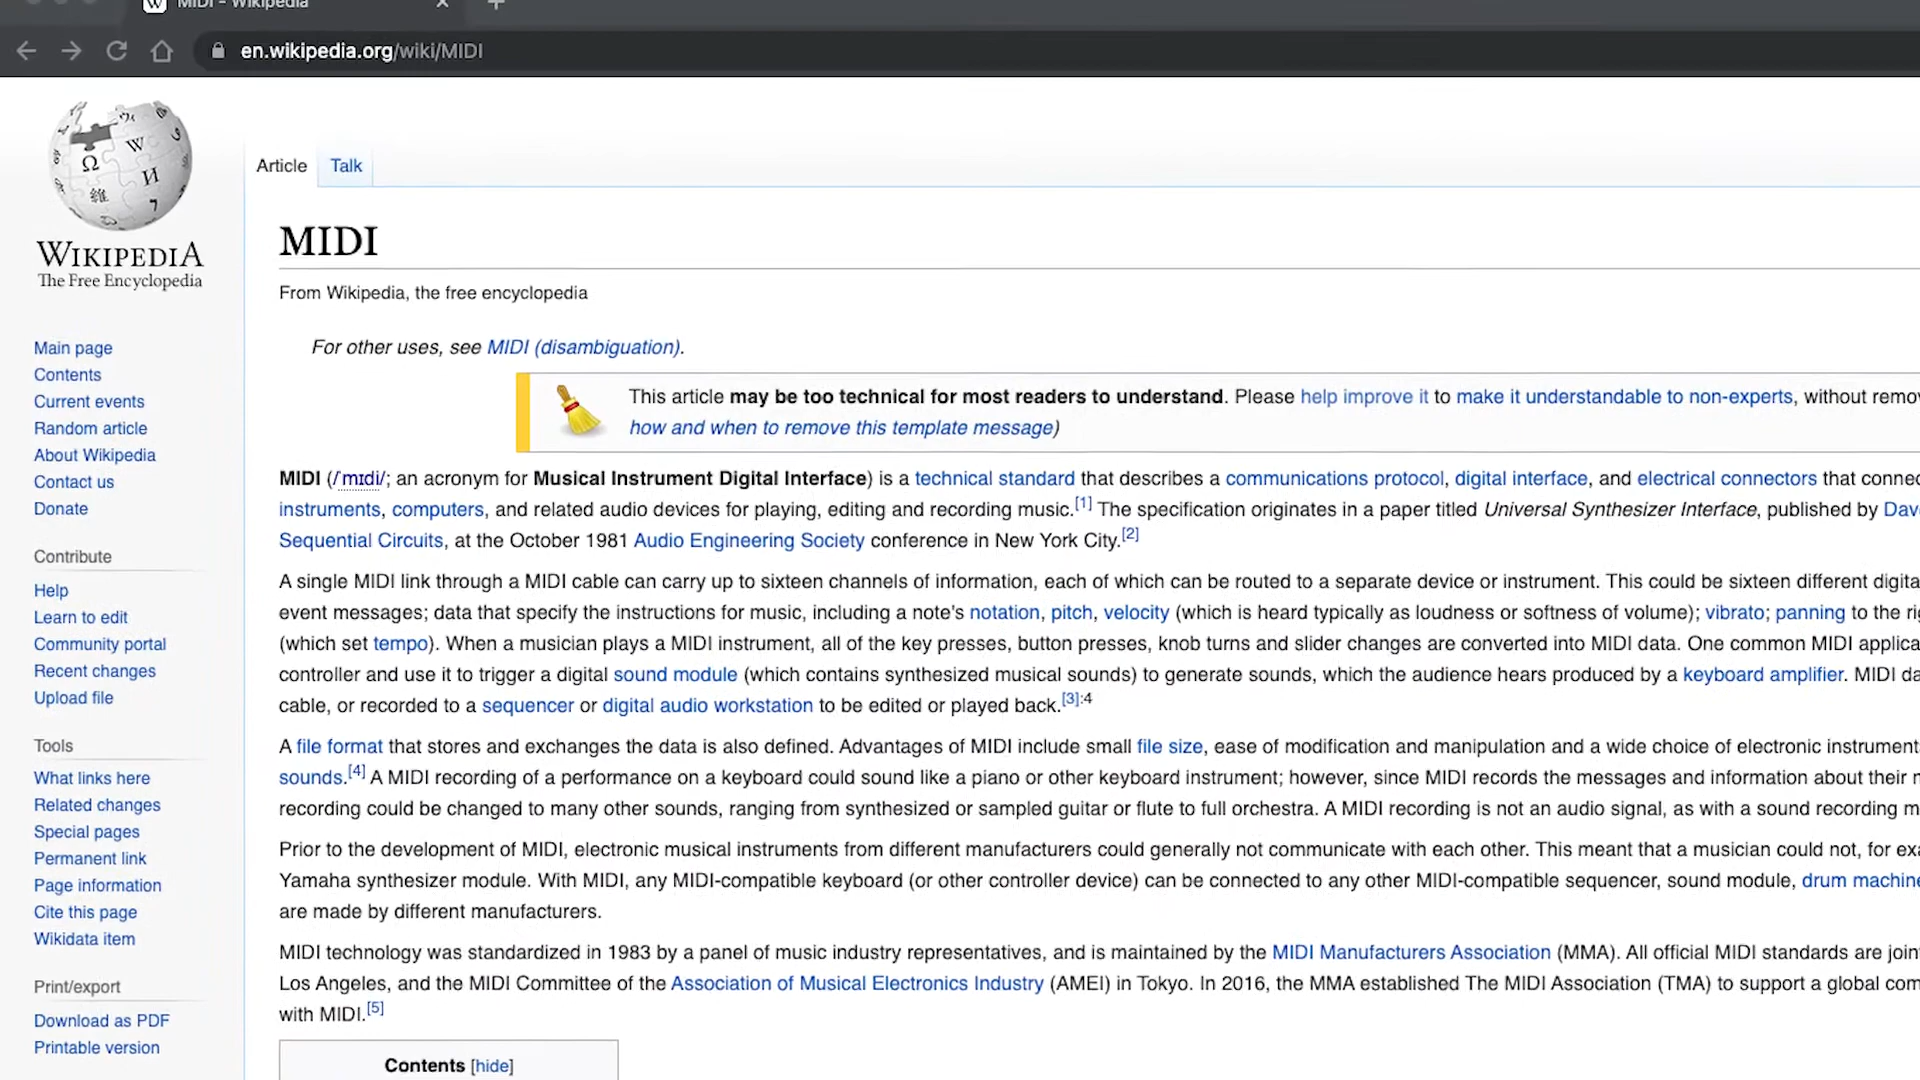 MIDI - Wikipedia
en.wikipedia.org/wiki/MIDI
WIKIPEDIA
The Free Encyclopedia
Main page
Contents
Current events
Random article
About Wikipedia
Contact us
Donate
Contribute
Help
Learn to edit
Community portal
Recent changes
Upload file
Tools
What links here
Related changes
Special pages
Permanent link
Page information
Cite this page
Wikidata item
Print/export
Download as PDF
Printable version
Article Talk
MIDI
From Wikipedia, the free encyclopedia
For other uses, see MIDI (disambiguation).
This article may be too technical for most readers to understand. Please help improve it to make it understandable to non-experts, without
how and when to remove this template message)
MIDI (/ˈmɪdi/; an acronym for Musical Instrument Digital Interface) is a technical standard that describes a communications protocol, digital interface, and electrical connectors that
instruments, computers, and related audio devices for playing, editing and recording music.[1] The specification originates in a paper titled Universal Synthesizer Interface, published by
Sequential Circuits, at the October 1981 Audio Engineering Society conference in New York City.[2]
A single MIDI link through a MIDI cable can carry up to sixteen channels of information, each of which can be routed to a separate device or instrument. This could be sixteen different
event messages; data that specify the instructions for music, including a note's notation, pitch, velocity (which is heard typically as loudness or softness of volume); vibrato; panning to the
(which set tempo). When a musician plays a MIDI instrument, all of the key presses, button presses, knob turns and slider changes are converted into MIDI data. One common MIDI
controller and use it to trigger a digital sound module (which contains synthesized musical sounds) to generate sounds, which the audience hears produced by a keyboard amplifier. MIDI
cable, or recorded to a sequencer or digital audio workstation to be edited or played back.[3]:4
A file format that stores and exchanges the data is also defined. Advantages of MIDI include small file size, ease of modification and manipulation and a wide choice of electronic
sounds.[4] A MIDI recording of a performance on a keyboard could sound like a piano or other keyboard instrument; however, since MIDI records the messages and information about their
recording could be changed to many other sounds, ranging from synthesized or sampled guitar or flute to full orchestra. A MIDI recording is not an audio signal, as with a sound recording
Prior to the development of MIDI, electronic musical instruments from different manufacturers could generally not communicate with each other. This meant that a musician could not, for
Yamaha synthesizer module. With MIDI, any MIDI-compatible keyboard (or other controller device) can be connected to any other MIDI-compatible sequencer, sound module, drum
are made by different manufacturers.
MIDI technology was standardized in 1983 by a panel of music industry representatives, and is maintained by the MIDI Manufacturers Association (MMA). All official MIDI standards are
Los Angeles, and the MIDI Committee of the Association of Musical Electronics Industry (AMEI) in Tokyo. In 2016, the MMA established The MIDI Association (TMA) to support a global
with MIDI.[5]
Contents [hide]